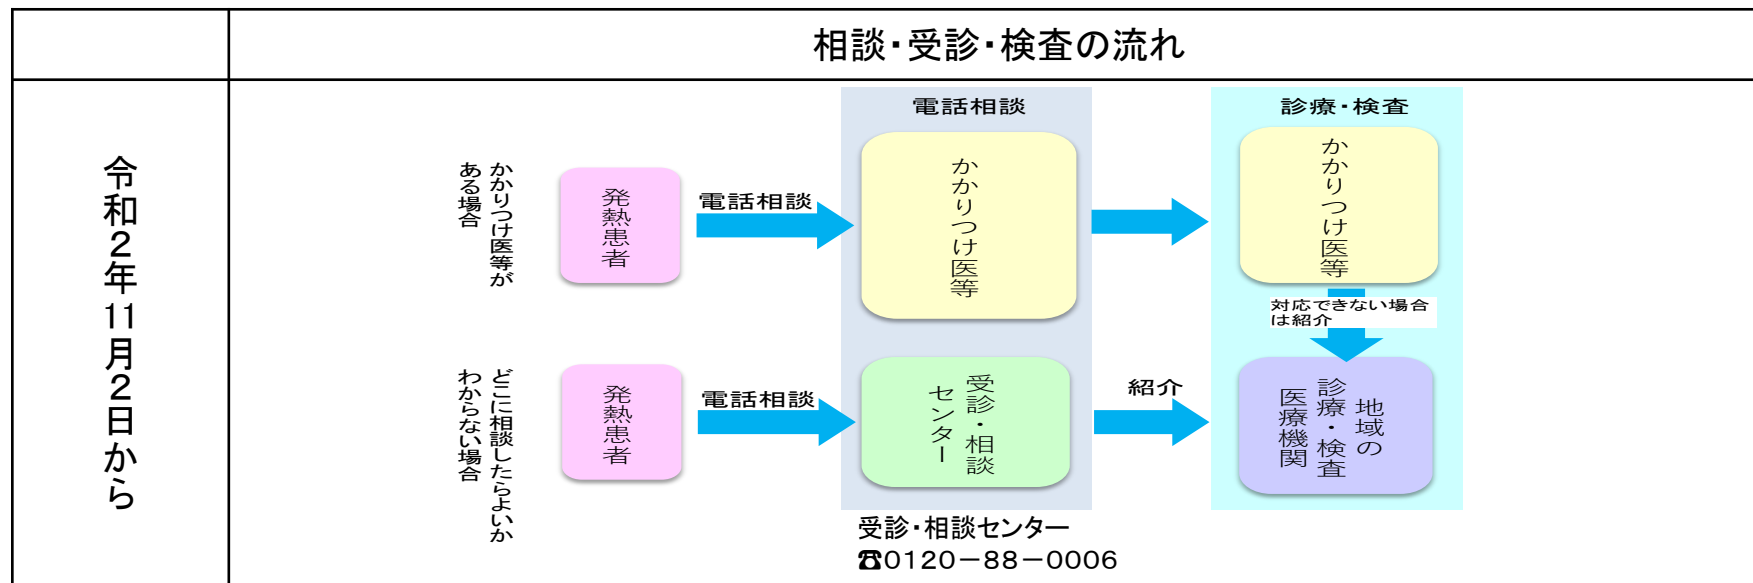 相談・受診・検査の流れ
令和2年11月2日から
かかりつけ医等が
ある場合
発熱患者
電話相談
電話相談
かかりつけ医等
診療・検査
かかりつけ医等
対応できない場合
は紹介
どこに相談したらよいか
わからない場合
発熱患者
電話相談
受診・相談
センター
紹介
地域の
診療・検査
医療機関
受診・相談センター
☎0120－88－0006